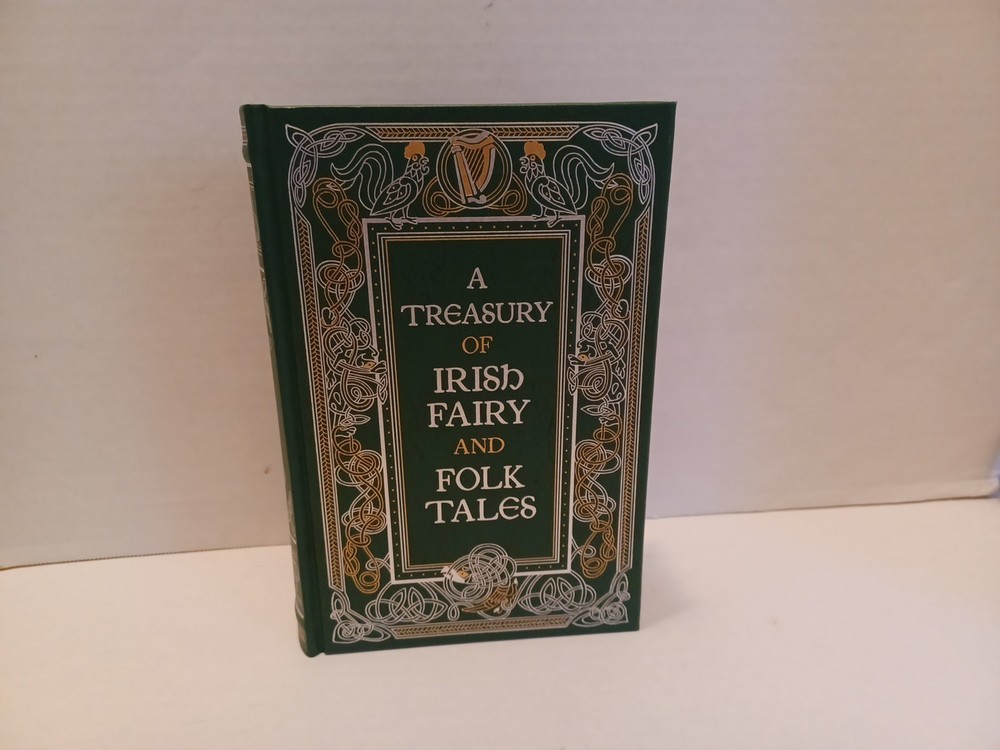 A
TREASURY
OF
IRISH
FAIRY
AND
FOLK
TALES